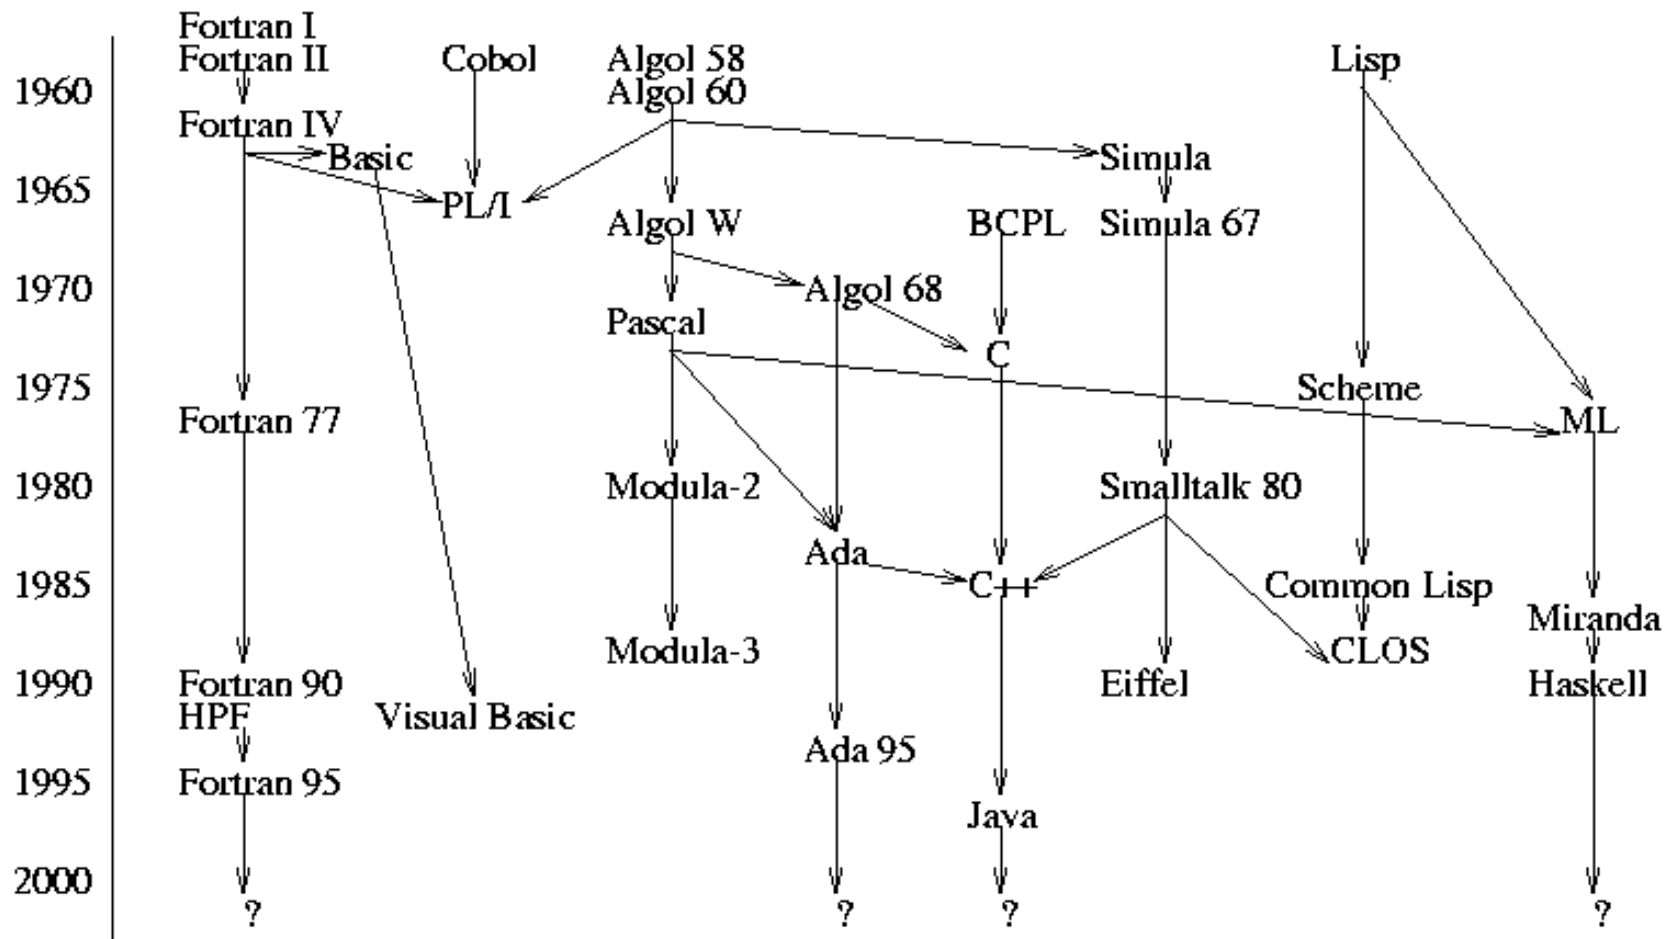 Fortran I
Fortran II Cobol Algol 58 Lisp
1960 Algol 60
Fortran IV
Basic Simula
1965 PL/I
Algol W BCPL Simula 67
1970 Algol 68
Pascal
C
1975 Scheme
Fortran 77 ML
1980 Modula-2 Smalltalk 80
Ada
1985 C++ Common Lisp
Miranda
Modula-3 CLOS
1990 Fortran 90 Eiffel Haskell
HPF Visual Basic
Ada 95
1995 Fortran 95
Java
2000
? ? ? ?